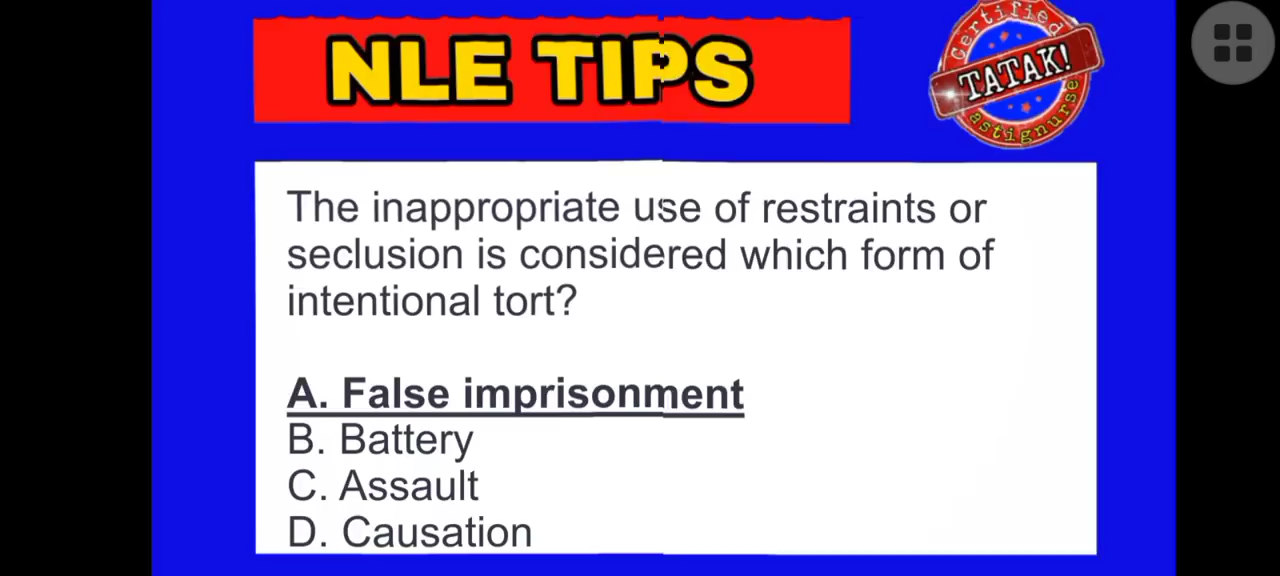 NLE TIPS
Certified
TATAK!
astignurse
The inappropriate use of restraints or
seclusion is considered which form of
intentional tort?
A. False imprisonment
B. Battery
C. Assault
D. Causation